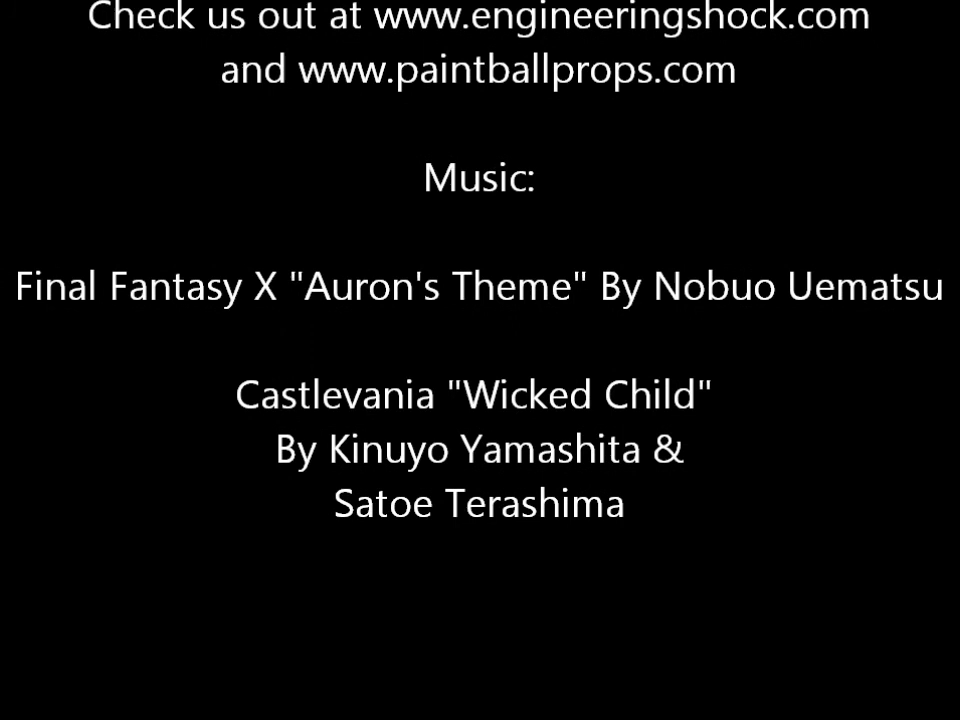 Check us out at www.engineeringshock.com
and www.paintballprops.com
Music:
Final Fantasy X "Auron's Theme" By Nobuo Uematsu
Castlevania "Wicked Child"
By Kinuyo Yamashita &
Satoe Terashima